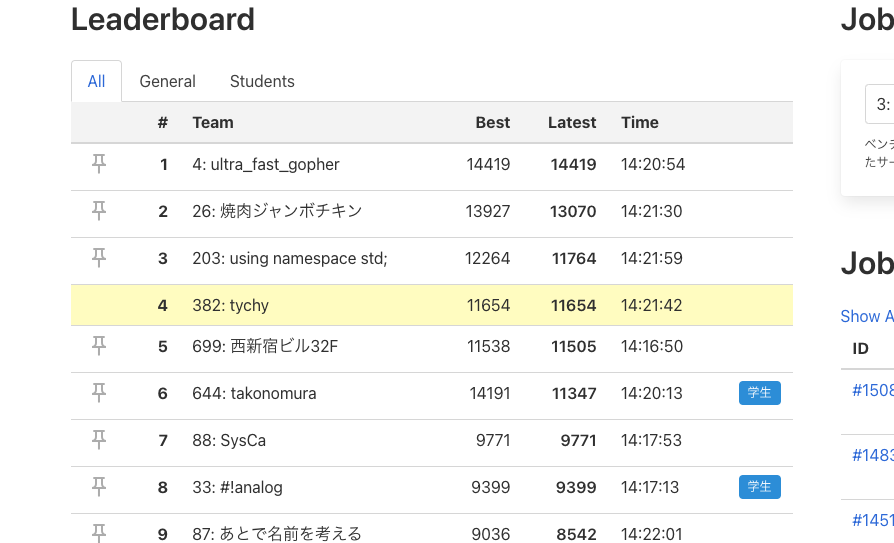 Leaderboard
All General Students
# Team Best Latest Time
1 4: ultra_fast_gopher 14419 14419 14:20:54
2 26: 焼肉ジャンボチキン 13927 13070 14:21:30
3 203: using namespace std; 12264 11764 14:21:59
4 382: tychy 11654 11654 14:21:42
5 699: 西新宿ビル32F 11538 11505 14:16:50
6 644: takonomura 14191 11347 14:20:13 学生
7 88: SysCa 9771 9771 14:17:53
8 33: #!analog 9399 9399 14:17:13 学生
9 87: あとで名前を考える 9036 8542 14:22:01
Job
3:
ベンチ
たサー
Job
Show A
ID
#1508
#1483
#1451